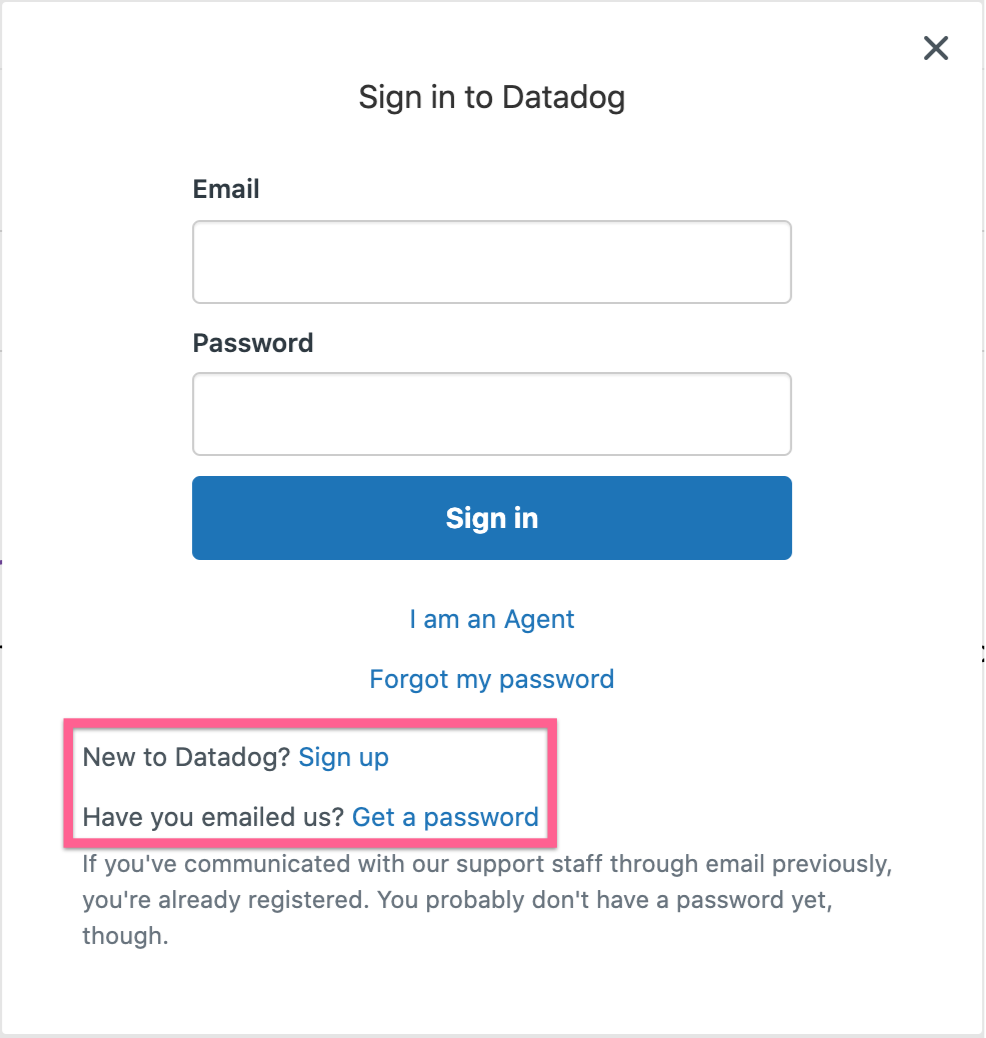 Sign in to Datadog
Email
Password
Sign in
I am an Agent
Forgot my password
New to Datadog? Sign up
Have you emailed us? Get a password
If you've communicated with our support staff through email previously,
you're already registered. You probably don't have a password yet,
though.